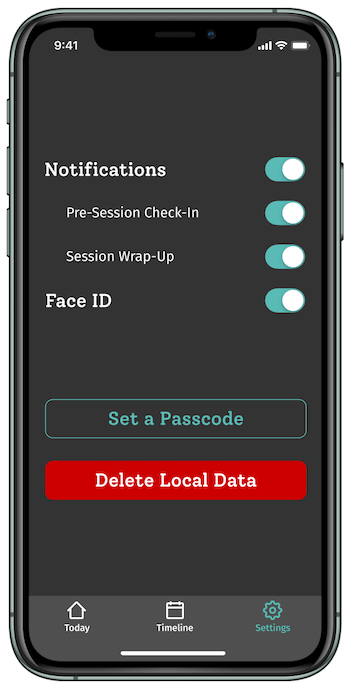 9:41
Notifications
Pre-Session Check-In
Session Wrap-Up
Face ID
Set a Passcode
Delete Local Data
Today Timeline Settings